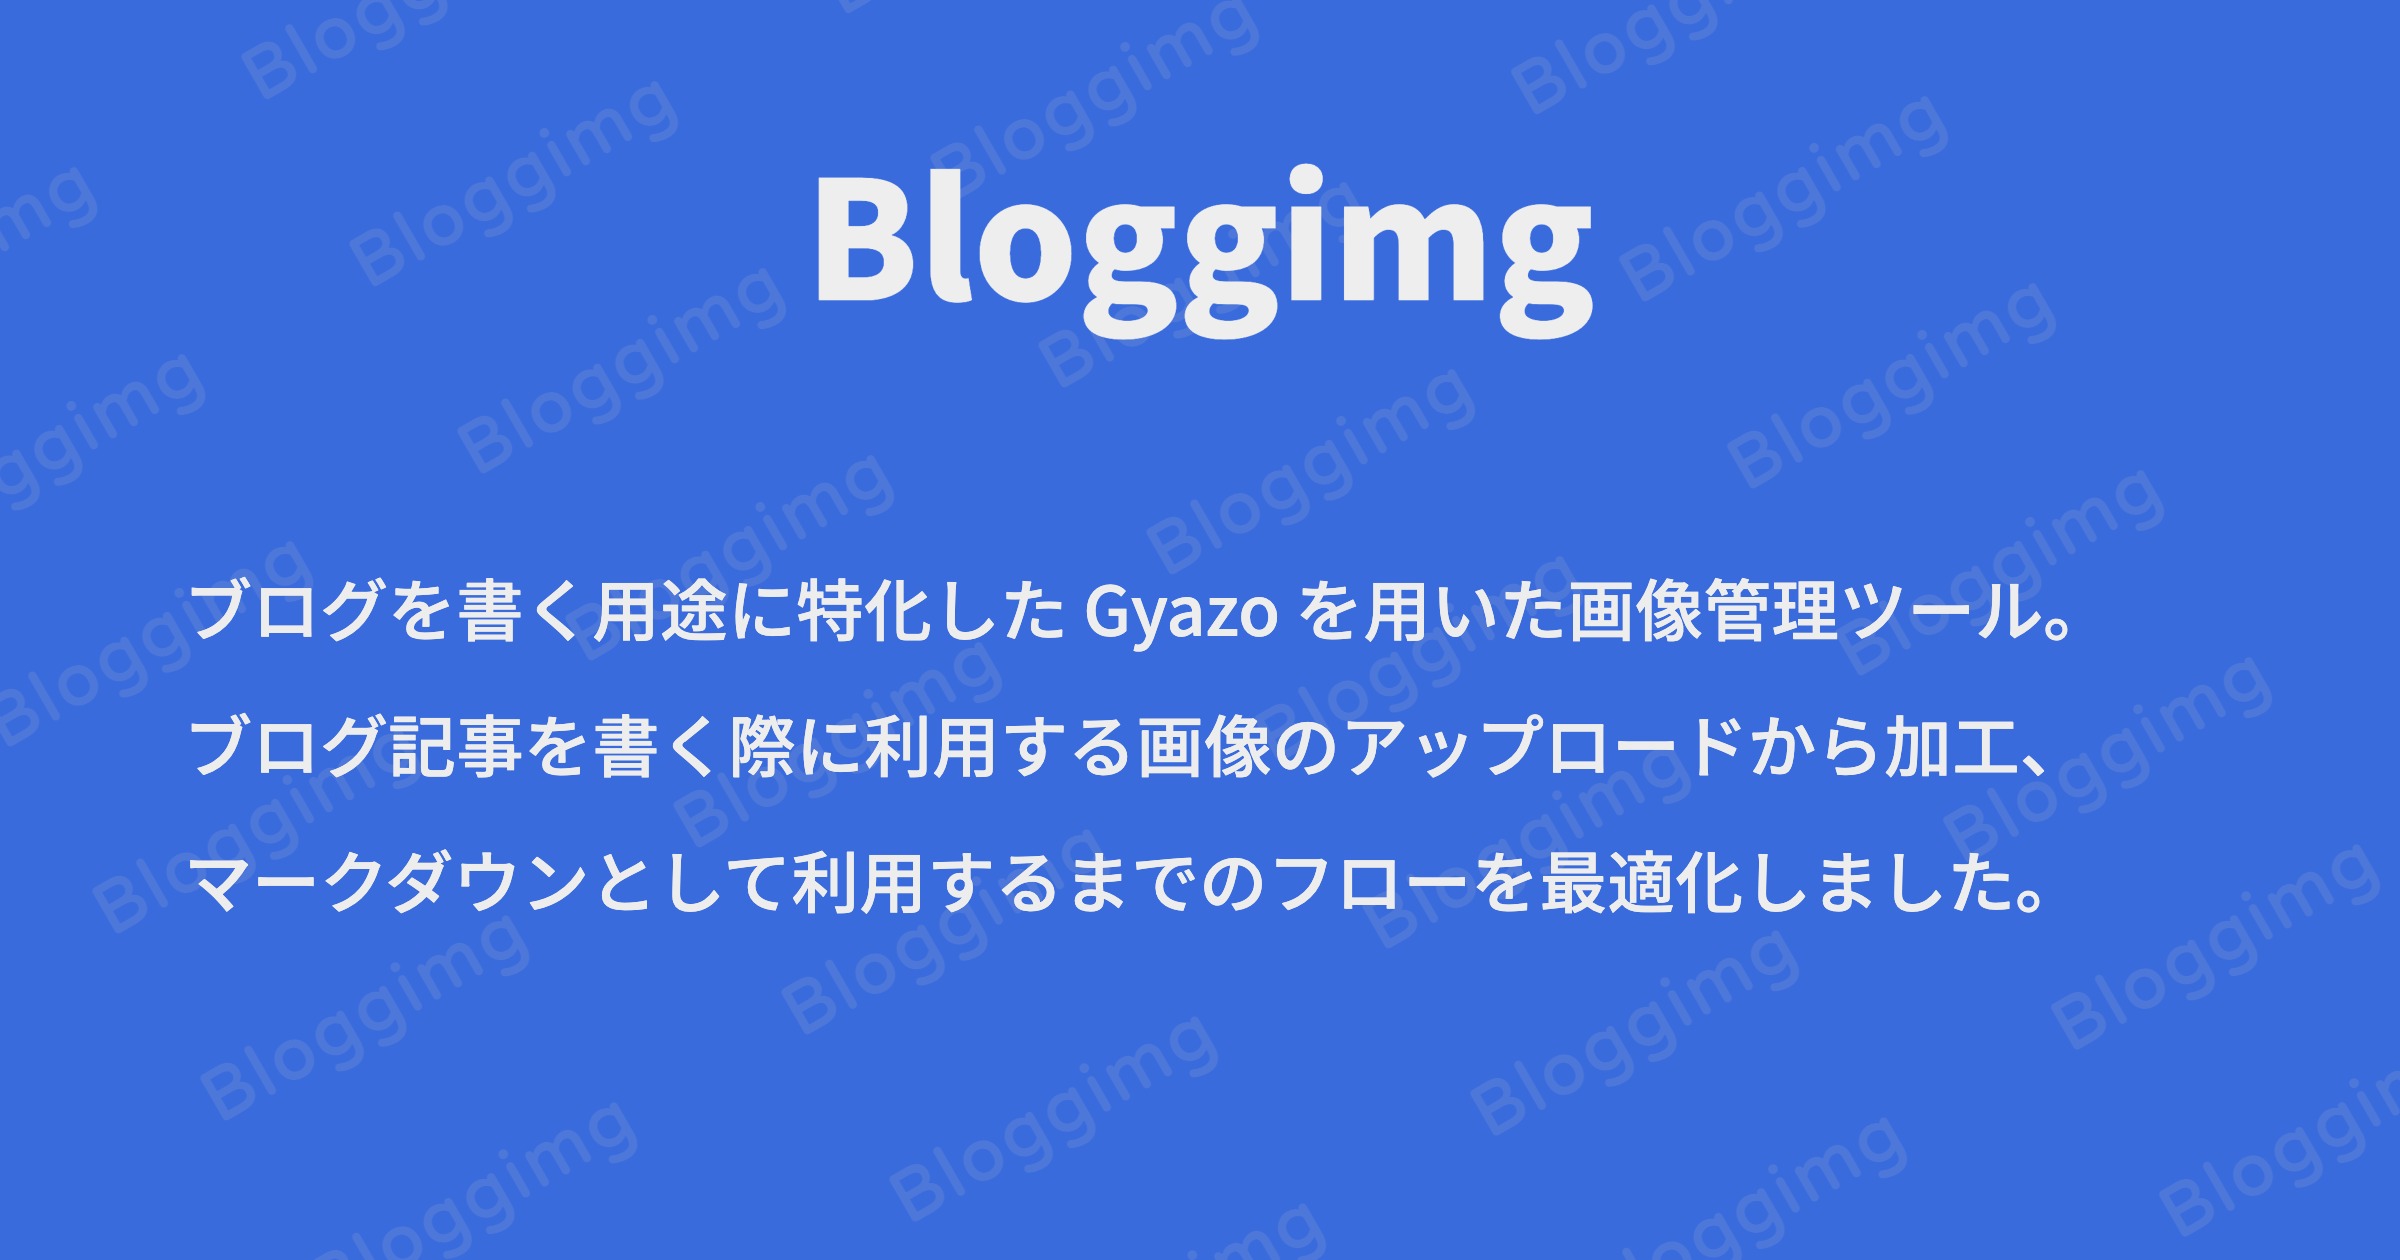 Bloggimg
ブログを書く用途に特化した Gyazo を用いた画像管理ツール。
ブログ記事を書く際に利用する画像のアップロードから加工、
マークダウンとして利用するまでのフローを最適化しました。